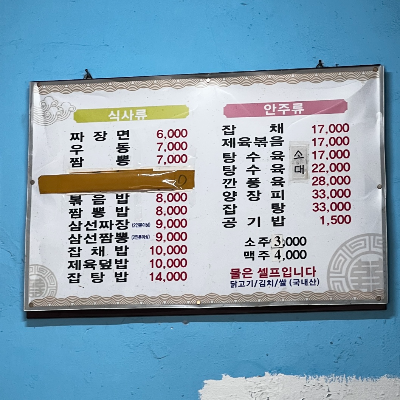 식사류
짜장면 6,000
우동 7,000
짬뽕 7,000
볶음밥 8,000
짬뽕밥 8,000
삼선짜장 9,000
삼선짬뽕 9,000
잡채밥 10,000
제육덮밥 10,000
잡탕밥 14,000
안주류
잡채 17,000
제육볶음 17,000
탕수육 소 17,000
탕수육 대 22,000
깐풍육 28,000
양장피 33,000
잡탕 33,000
공기밥 1,500
소주 3,000
맥주 4,000
물은 셀프입니다
닭고기/김치/쌀 (국내산)